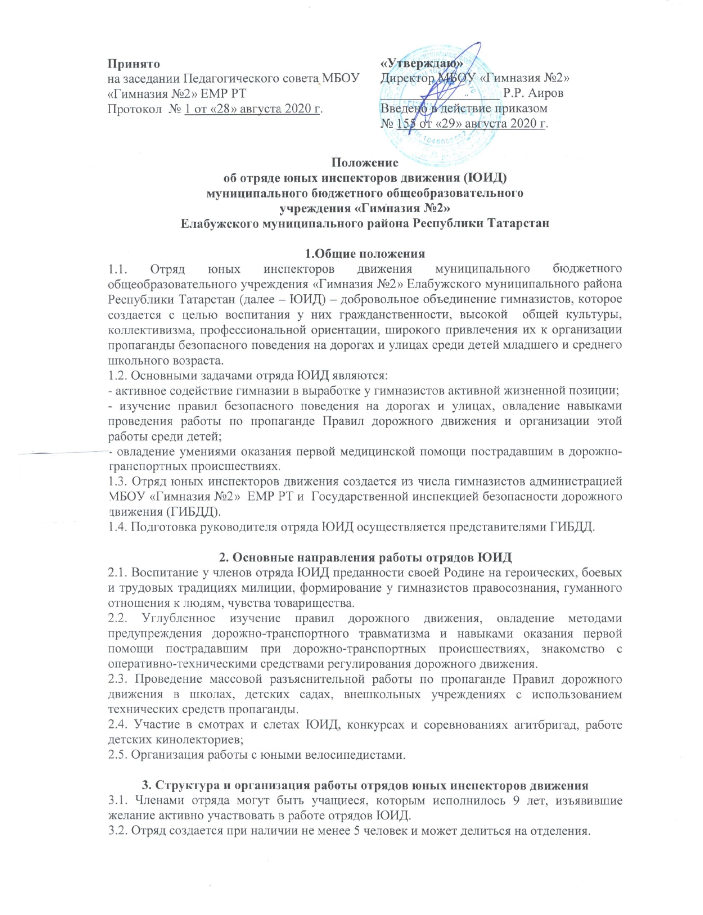 Принято
на заседании Педагогического совета МБОУ
«Гимназия №2» ЕМР РТ
Протокол № 1 от «28» августа 2020 г.
«Утверждаю»
Директор МБОУ «Гимназия №2»
Р.Р. Аиров
Введено в действие приказом
№ 155 от «29» августа 2020 г.
Положение
об отряде юных инспекторов движения (ЮИД)
муниципального бюджетного общеобразовательного
учреждения «Гимназия №2»
Елабужского муниципального района Республики Татарстан
1.Общие положения
1.1. Отряд юных инспекторов движения муниципального бюджетного
общеобразовательного учреждения «Гимназия №2» Елабужского муниципального района
Республики Татарстан (далее – ЮИД) – добровольное объединение гимназистов, которое
создается с целью воспитания у них гражданственности, высокой общей культуры,
коллективизма, профессиональной ориентации, широкого привлечения их к организации
пропаганды безопасного поведения на дорогах и улицах среди детей младшего и среднего
школьного возраста.
1.2. Основными задачами отряда ЮИД являются:
- активное содействие гимназии в выработке у гимназистов активной жизненной позиции;
- изучение правил безопасного поведения на дорогах и улицах, овладение навыками
проведения работы по пропаганде Правил дорожного движения и организации этой
работы среди детей;
- овладение умениями оказания первой медицинской помощи пострадавшим в дорожно-
транспортных происшествиях.
1.3. Отряд юных инспекторов движения создается из числа гимназистов администрацией
МБОУ «Гимназия №2» ЕМР РТ и Государственной инспекцией безопасности дорожного
движения (ГИБДД).
1.4. Подготовка руководителя отряда ЮИД осуществляется представителями ГИБДД.
2. Основные направления работы отрядов ЮИД
2.1. Воспитание у членов отряда ЮИД преданности своей Родине на героических, боевых
и трудовых традициях милиции, формирование у гимназистов правосознания, гуманного
отношения к людям, чувства товарищества.
2.2. Углубленное изучение правил дорожного движения, овладение методами
предупреждения дорожно-транспортного травматизма и навыками оказания первой
помощи пострадавшим при дорожно-транспортных происшествиях, знакомство с
оперативно-техническими средствами регулирования дорожного движения.
2.3. Проведение массовой разъяснительной работы по пропаганде Правил дорожного
движения в школах, детских садах, внешкольных учреждениях с использованием
технических средств пропаганды.
2.4. Участие в смотрах и слетах ЮИД, конкурсах и соревнованиях агитбригад, работе
детских кинолекториев;
2.5. Организация работы с юными велосипедистами.
3. Структура и организация работы отрядов юных инспекторов движения
3.1. Членами отряда могут быть учащиеся, которым исполнилось 9 лет, изъявившие
желание активно участвовать в работе отрядов ЮИД.
3.2. Отряд создается при наличии не менее 5 человек и может делиться на отделения.